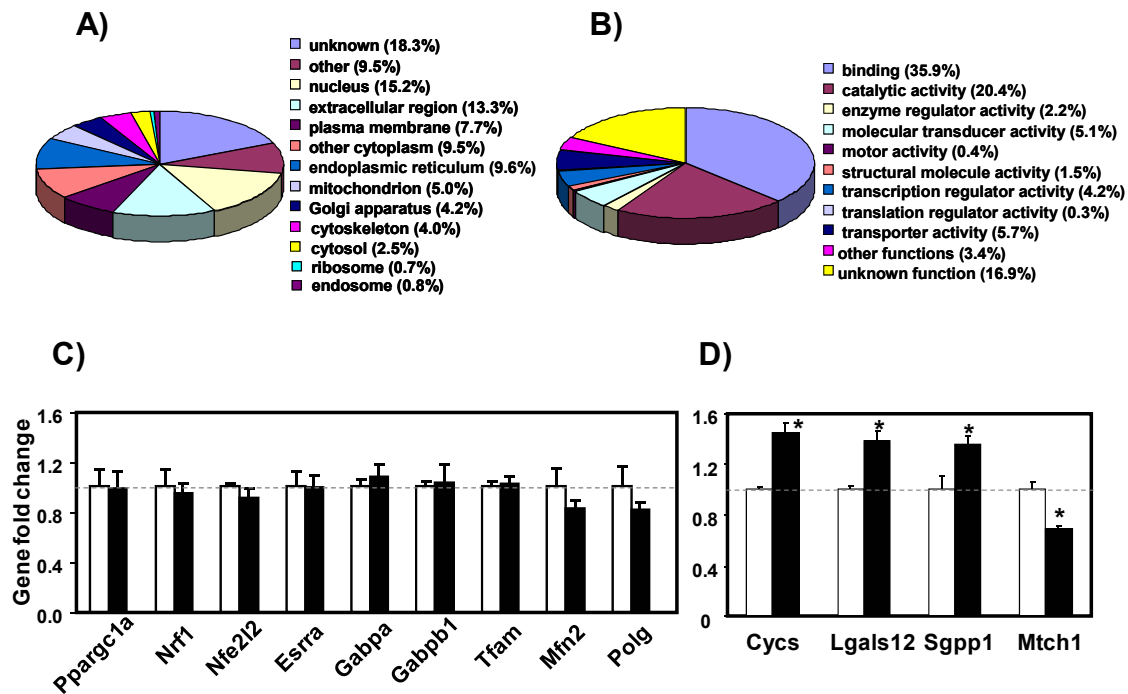 A)
unknown (18.3%)
other (9.5%)
nucleus (15.2%)
extracellular region (13.3%)
plasma membrane (7.7%)
other cytoplasm (9.5%)
endoplasmic reticulum (9.6%)
mitochondrion (5.0%)
Golgi apparatus (4.2%)
cytoskeleton (4.0%)
cytosol (2.5%)
ribosome (0.7%)
endosome (0.8%)
B)
binding (35.9%)
catalytic activity (20.4%)
enzyme regulator activity (2.2%)
molecular transducer activity (5.1%)
motor activity (0.4%)
structural molecule activity (1.5%)
transcription regulator activity (4.2%)
translation regulator activity (0.3%)
transporter activity (5.7%)
other functions (3.4%)
unknown function (16.9%)
C)
Gene fold change
1.6
1.2
0.8
0.4
0.0
Ppargc1a
Nrf1
Nfe2l2
Esrra
Gabpa
Gabpb1
Tfam
Mfn2
Polg
D)
1.6
1.2
0.8
0.4
0
*
*
*
*
Cycs
Lgals12
Sgpp1
Mtch1